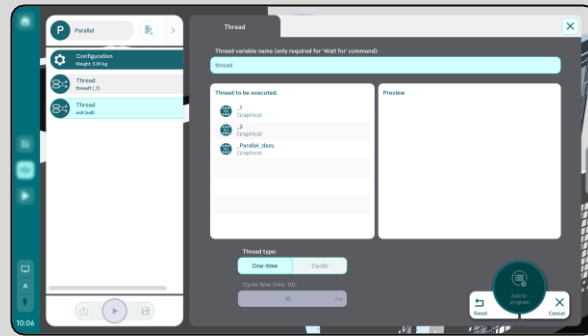 P Parallel
Configuration
Weight: 3.00 kg
Thread
thread1 (_1)
Thread
null (null)
10:06
Thread
Thread variable name (only required for 'Wait for' command):
thread
Thread to be executed:
_1
Graphical
_2
Graphical
_Parallel_dazu
Graphical
Preview
Thread type:
One-time
Cyclic
Cycle time (min. 10):
10
Reset
Add to
program
Cancel